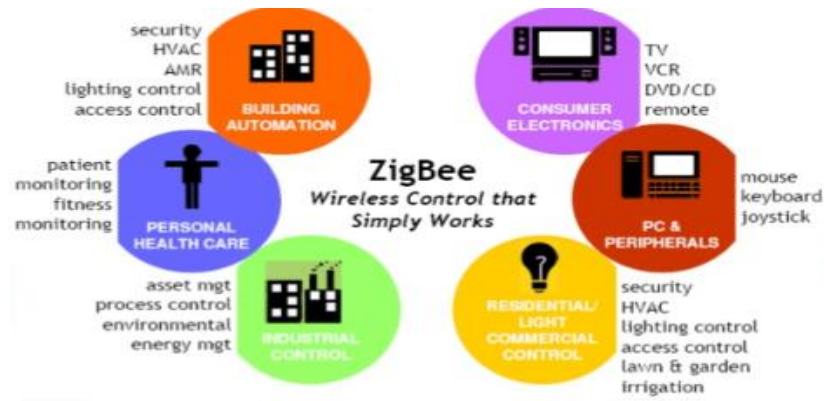 security
HVAC
AMR
lighting control
access control
BUILDING
AUTOMATION
TV
VCR
DVD/CD
remote
CONSUMER
ELECTRONICS
patient
monitoring
fitness
monitoring
PERSONAL
HEALTH CARE
ZigBee
Wireless Control that
Simply Works
mouse
keyboard
joystick
PC &
PERIPHERALS
asset mgt
process control
environmental
energy mgt
INDUSTRIAL
CONTROL
?
RESIDENTIAL/
LIGHT
COMMERCIAL
CONTROL
security
HVAC
lighting control
access control
lawn & garden
irrigation